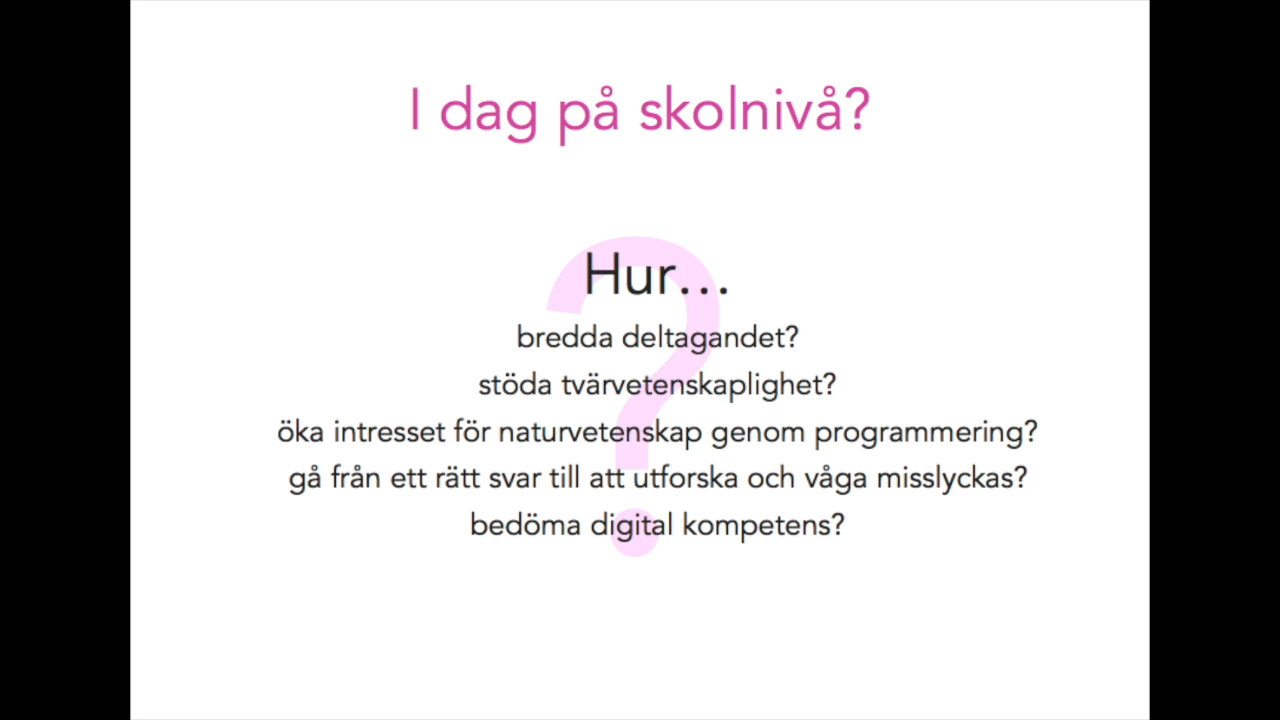 I dag på skolnivå?
Hur...
bredda deltagandet?
stöda tvärvetenskaplighet?
öka intresset för naturvetenskap genom programmering?
gå från ett rätt svar till att utforska och våga misslyckas?
bedöma digital kompetens?